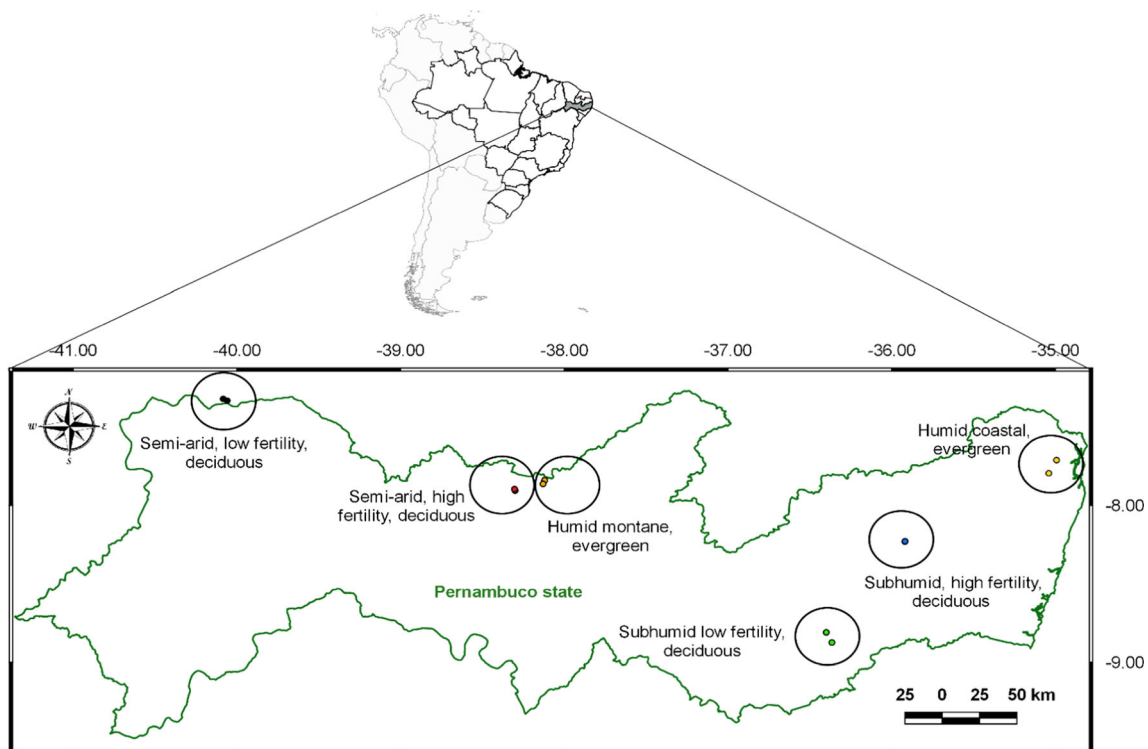 -41.00 -40.00 -39.00 -38.00 -37.00 -36.00 -35.00
N
W E
S
Semi-arid, low fertility,
deciduous
Semi-arid, high
fertility, deciduous
Humid montane,
evergreen
Humid coastal,
evergreen
-8.00
Subhumid, high fertility,
deciduous
Pernambuco state
Subhumid low fertility,
deciduous
-9.00
25 0 25 50 km